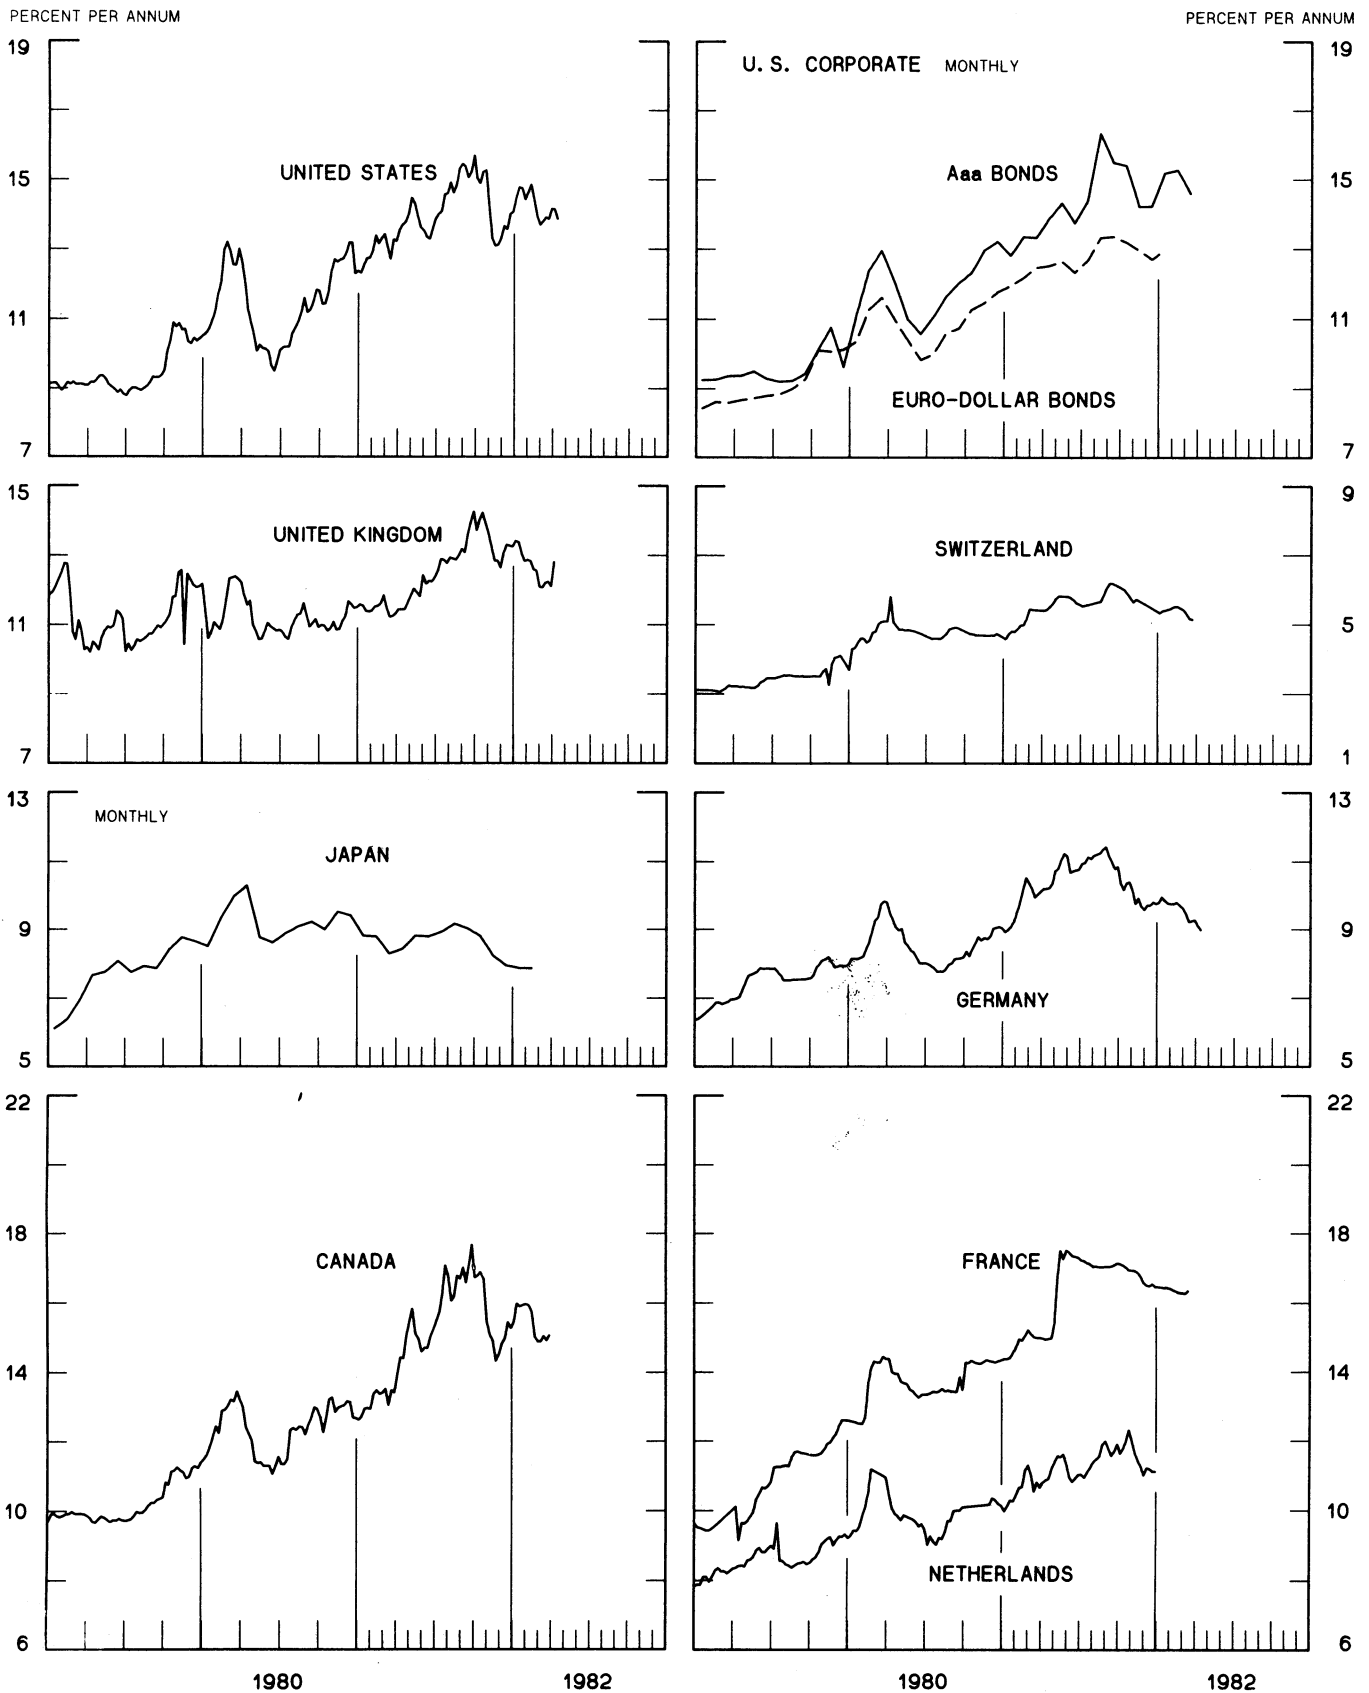 PERCENT PER ANNUM
PERCENT PER ANNUM
19
15
11
7
UNITED STATES
U. S. CORPORATE MONTHLY
Aaa BONDS
EURO-DOLLAR BONDS
19
15
11
7
15
11
7
UNITED KINGDOM
SWITZERLAND
9
5
1
13
9
5
MONTHLY
JAPAN
GERMANY
13
9
5
22
18
14
10
6
CANADA
FRANCE
NETHERLANDS
22
18
14
10
6
1980 1982
1980 1982